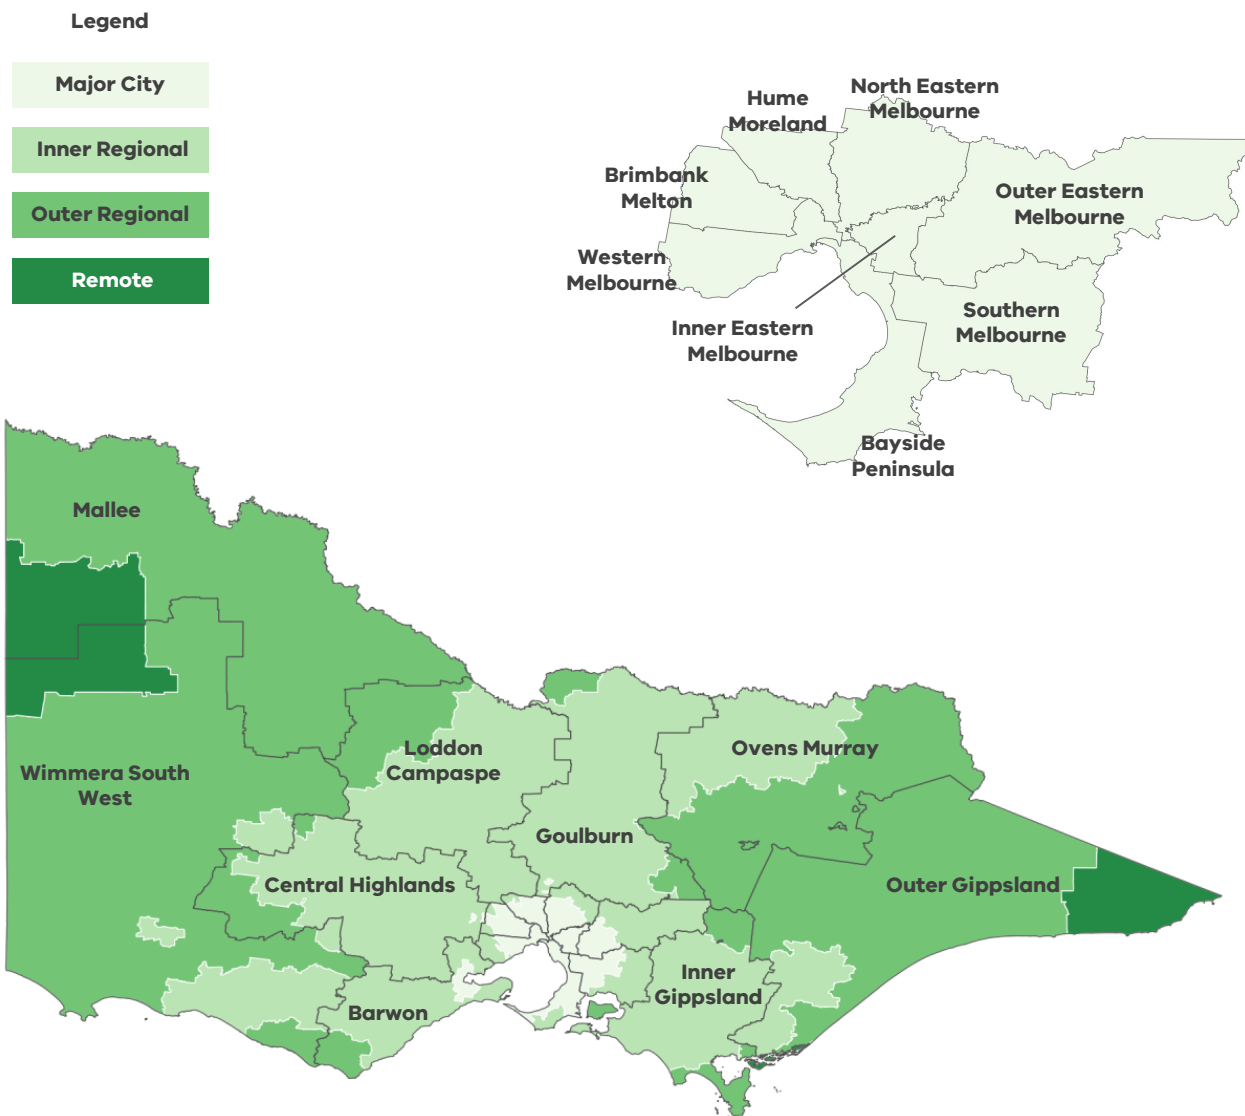 Legend
Major City
Inner Regional
Outer Regional
Remote
North Eastern
Melbourne
Hume
Moreland
Brimbank
Melton
Outer Eastern
Melbourne
Western
Melbourne
Inner Eastern
Melbourne
Southern
Melbourne
Bayside
Peninsula
Mallee
Wimmera South
West
Loddon
Campaspe
Ovens Murray
Goulburn
Central Highlands
Outer Gippsland
Inner
Gippsland
Barwon